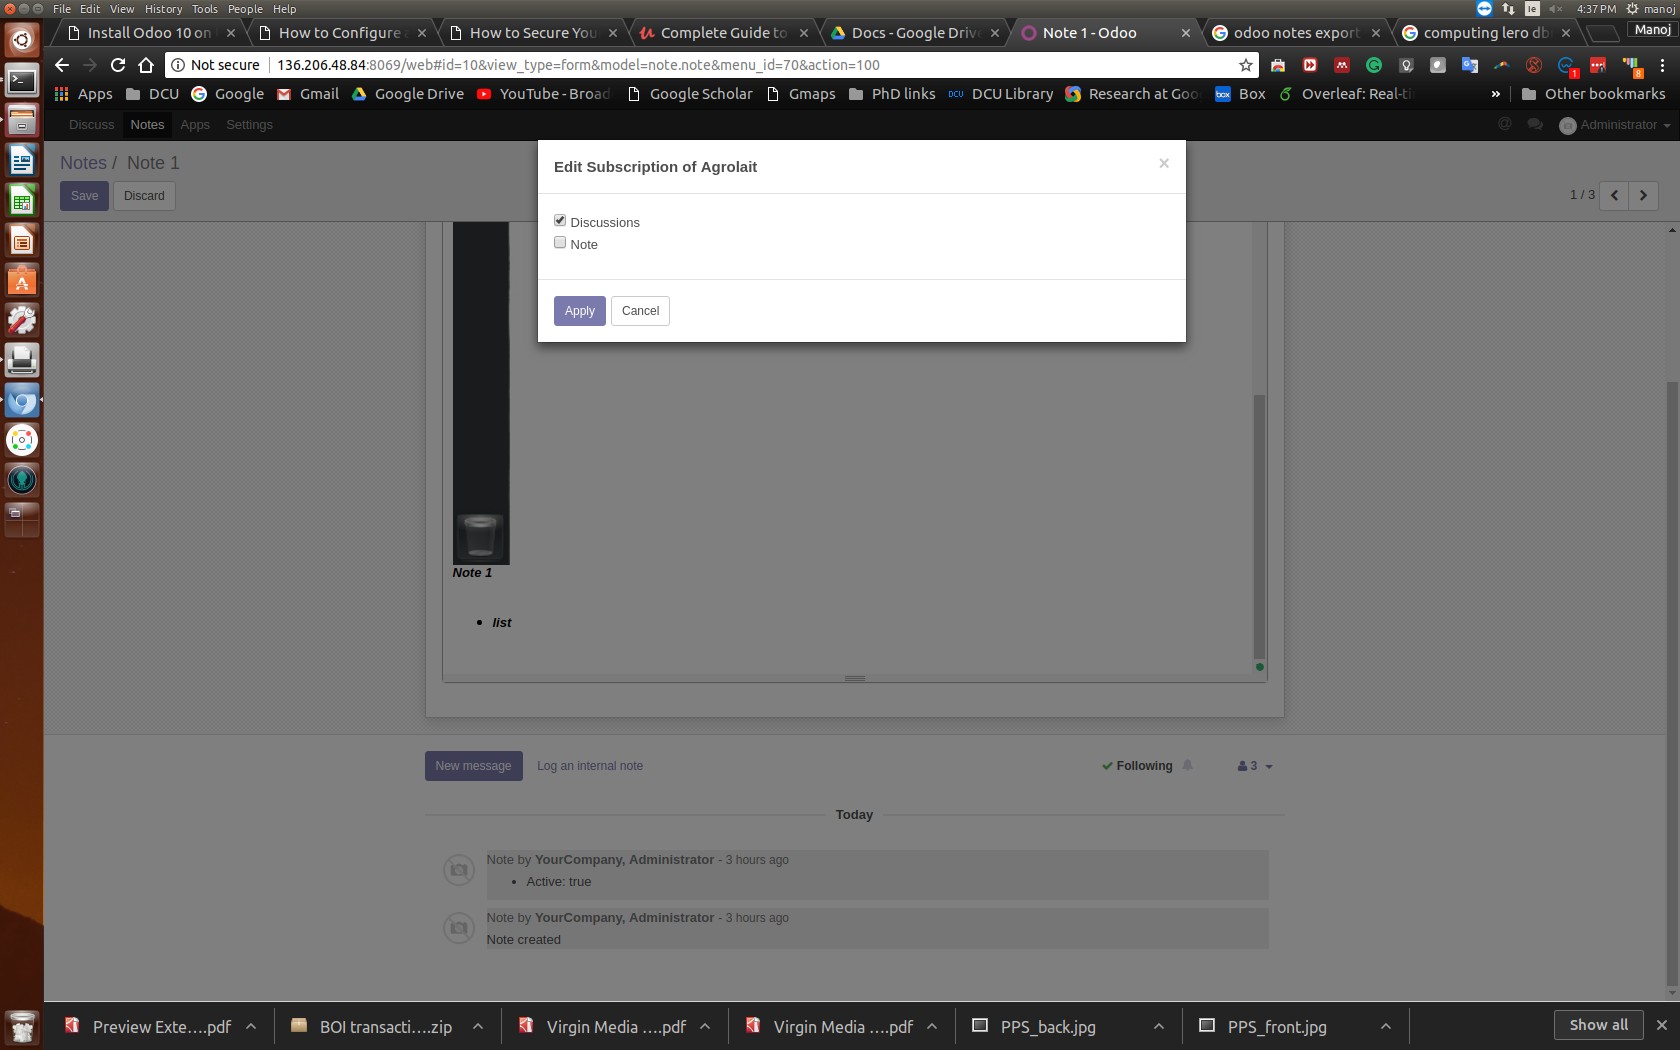 File Edit View History Tools People Help
4:37 PM manoj
Install Odoo 10 on
How to Configure
How to Secure You
Complete Guide to
Docs - Google Drive
Note 1 - Odoo
odoo notes export
computing lero db
Manoj
Not secure 136.206.48.84:8069/web#id=10&view_type=form&model=note.note&menu_id=70&action=100
Apps DCU Google Gmail Google Drive YouTube - Broad Google Scholar Gmaps PhD links DCU Library Research at Goo Box Overleaf: Real-ti » Other bookmarks
Discuss Notes Apps Settings Administrator
Notes / Note 1
Save Discard
1 / 3
Edit Subscription of Agrolait
×
Discussions
Note
Apply Cancel
Note 1
• list
New message Log an internal note Following 3
Today
Note by YourCompany, Administrator - 3 hours ago
• Active: true
Note by YourCompany, Administrator - 3 hours ago
Note created
Preview Exte....pdf BOI transacti....zip Virgin Media ....pdf Virgin Media ....pdf PPS_back.jpg PPS_front.jpg Show all